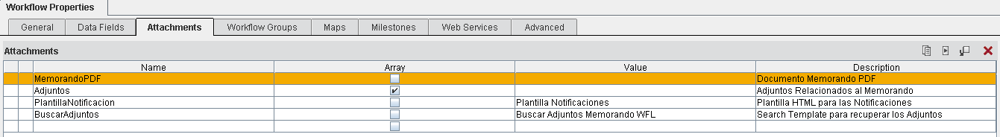 Workflow Properties
General Data Fields Attachments Workflow Groups Maps Milestones Web Services Advanced
Attachments
Name Array Value Description
MemorandoPDF Documento Memorando PDF
Adjuntos Adjuntos Relacionados al Memorando
PlantillaNotificacion Plantilla Notificaciones Plantilla HTML para las Notificaciones
BuscarAdjuntos Buscar Adjuntos Memorando WFL Search Template para recuperar los Adjuntos